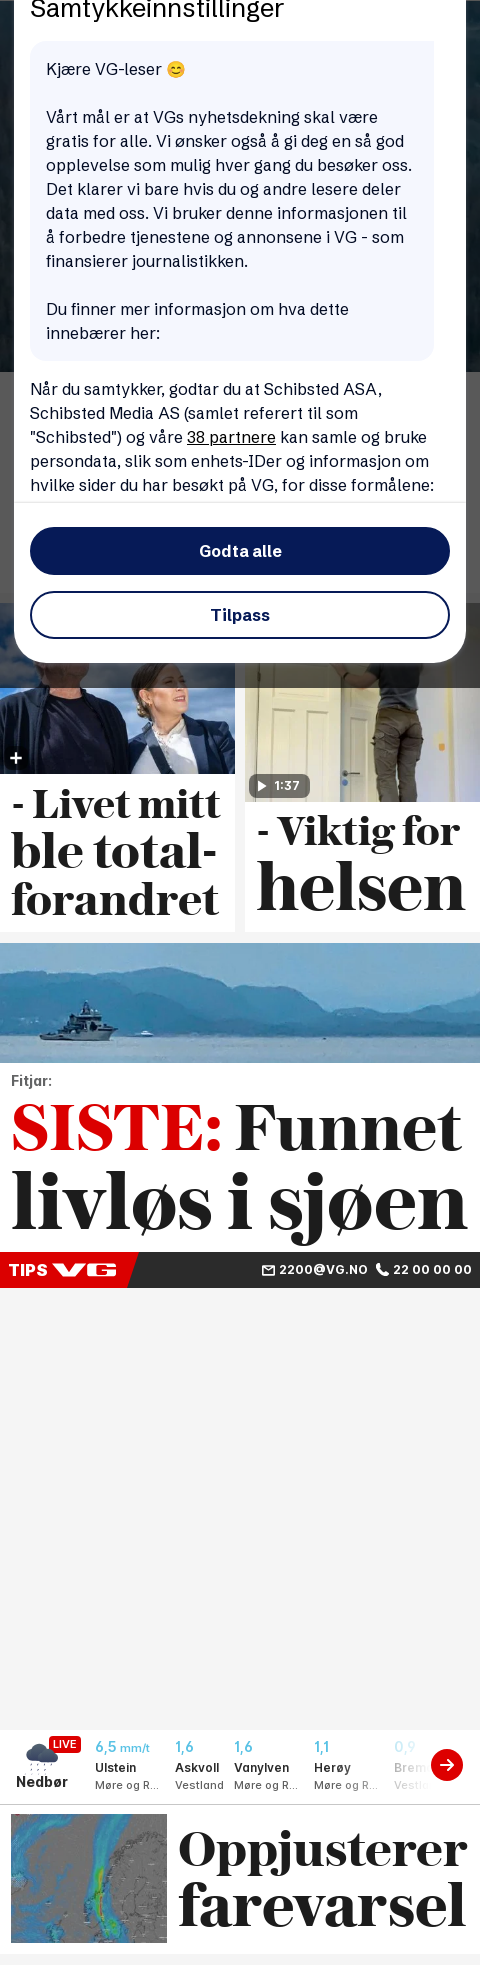 Samtykkeinnstillinger
Kjære VG-leser 😊
Vårt mål er at VGs nyhetsdekning skal være
gratis for alle. Vi ønsker også å gi deg en så god
opplevelse som mulig hver gang du besøker oss.
Det klarer vi bare hvis du og andre lesere deler
data med oss. Vi bruker denne informasjonen til
å forbedre tjenestene og annonsene i VG - som
finansierer journalistikken.
Du finner mer informasjon om hva dette
innebærer her:
Når du samtykker, godtar du at Schibsted ASA,
Schibsted Media AS (samlet referert til som
"Schibsted") og våre 38 partnere kan samle og bruke
persondata, slik som enhets-IDer og informasjon om
hvilke sider du har besøkt på VG, for disse formålene:
Godta alle
Tilpass
- Livet mitt
ble total-
forandret
1:37
- Viktig for
helsen
Fitjar:
SISTE: Funnet
livløs i sjøen
TIPS VG 2200@VG.NO 22 00 00 00
LIVE
Nedbør
6,5 mm/t
Ulstein
Møre og R...
1,6
Askvoll
Vestland
1,6
Vanylven
Møre og R...
1,1
Herøy
Møre og R...
0,9
Oppjusterer
farevarsel